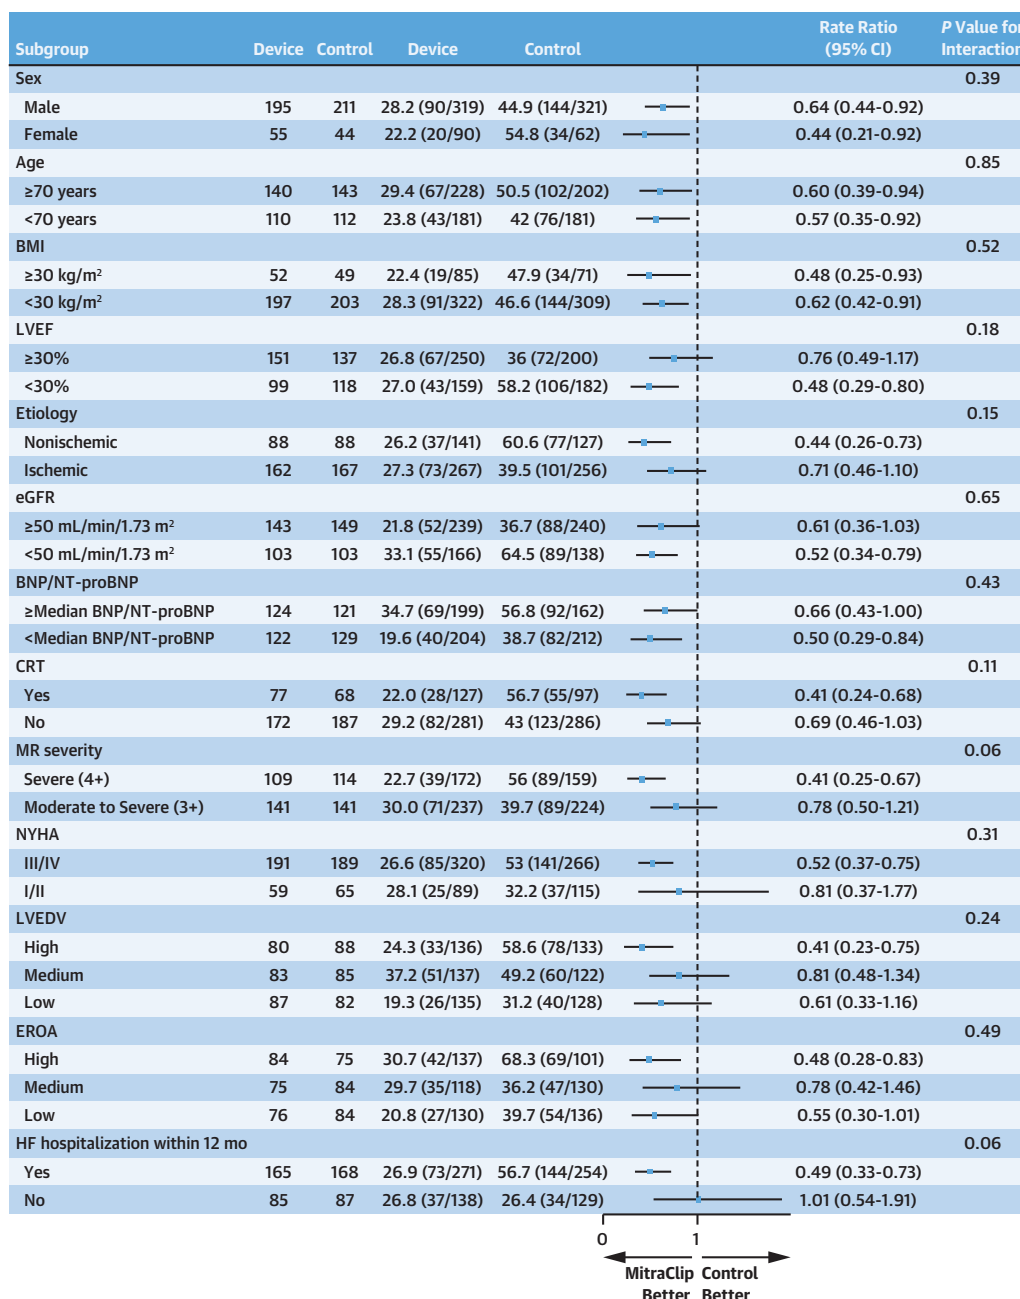 Subgroup Device Control Device Control Rate Ratio (95% CI) P Value for Interaction
Sex 0.39
Male 195 211 28.2 (90/319) 44.9 (144/321) 0.64 (0.44-0.92)
Female 55 44 22.2 (20/90) 54.8 (34/62) 0.44 (0.21-0.92)
Age 0.85
≥70 years 140 143 29.4 (67/228) 50.5 (102/202) 0.60 (0.39-0.94)
<70 years 110 112 23.8 (43/181) 42 (76/181) 0.57 (0.35-0.92)
BMI 0.52
≥30 kg/m² 52 49 22.4 (19/85) 47.9 (34/71) 0.48 (0.25-0.93)
<30 kg/m² 197 203 28.3 (91/322) 46.6 (144/309) 0.62 (0.42-0.91)
LVEF 0.18
≥30% 151 137 26.8 (67/250) 36 (72/200) 0.76 (0.49-1.17)
<30% 99 118 27.0 (43/159) 58.2 (106/182) 0.48 (0.29-0.80)
Etiology 0.15
Nonischemic 88 88 26.2 (37/141) 60.6 (77/127) 0.44 (0.26-0.73)
Ischemic 162 167 27.3 (73/267) 39.5 (101/256) 0.71 (0.46-1.10)
eGFR 0.65
≥50 mL/min/1.73 m² 143 149 21.8 (52/239) 36.7 (88/240) 0.61 (0.36-1.03)
<50 mL/min/1.73 m² 103 103 33.1 (55/166) 64.5 (89/138) 0.52 (0.34-0.79)
BNP/NT-proBNP 0.43
≥Median BNP/NT-proBNP 124 121 34.7 (69/199) 56.8 (92/162) 0.66 (0.43-1.00)
<Median BNP/NT-proBNP 122 129 19.6 (40/204) 38.7 (82/212) 0.50 (0.29-0.84)
CRT 0.11
Yes 77 68 22.0 (28/127) 56.7 (55/97) 0.41 (0.24-0.68)
No 172 187 29.2 (82/281) 43 (123/286) 0.69 (0.46-1.03)
MR severity 0.06
Severe (4+) 109 114 22.7 (39/172) 56 (89/159) 0.41 (0.25-0.67)
Moderate to Severe (3+) 141 141 30.0 (71/237) 39.7 (89/224) 0.78 (0.50-1.21)
NYHA 0.31
III/IV 191 189 26.6 (85/320) 53 (141/266) 0.52 (0.37-0.75)
I/II 59 65 28.1 (25/89) 32.2 (37/115) 0.81 (0.37-1.77)
LVEDV 0.24
High 80 88 24.3 (33/136) 58.6 (78/133) 0.41 (0.23-0.75)
Medium 83 85 37.2 (51/137) 49.2 (60/122) 0.81 (0.48-1.34)
Low 87 82 19.3 (26/135) 31.2 (40/128) 0.61 (0.33-1.16)
EROA 0.49
High 84 75 30.7 (42/137) 68.3 (69/101) 0.48 (0.28-0.83)
Medium 75 84 29.7 (35/118) 36.2 (47/130) 0.78 (0.42-1.46)
Low 76 84 20.8 (27/130) 39.7 (54/136) 0.55 (0.30-1.01)
HF hospitalization within 12 mo 0.06
Yes 165 168 26.9 (73/271) 56.7 (144/254) 0.49 (0.33-0.73)
No 85 87 26.8 (37/138) 26.4 (34/129) 1.01 (0.54-1.91)
0 1
MitraClip Control
Better Better